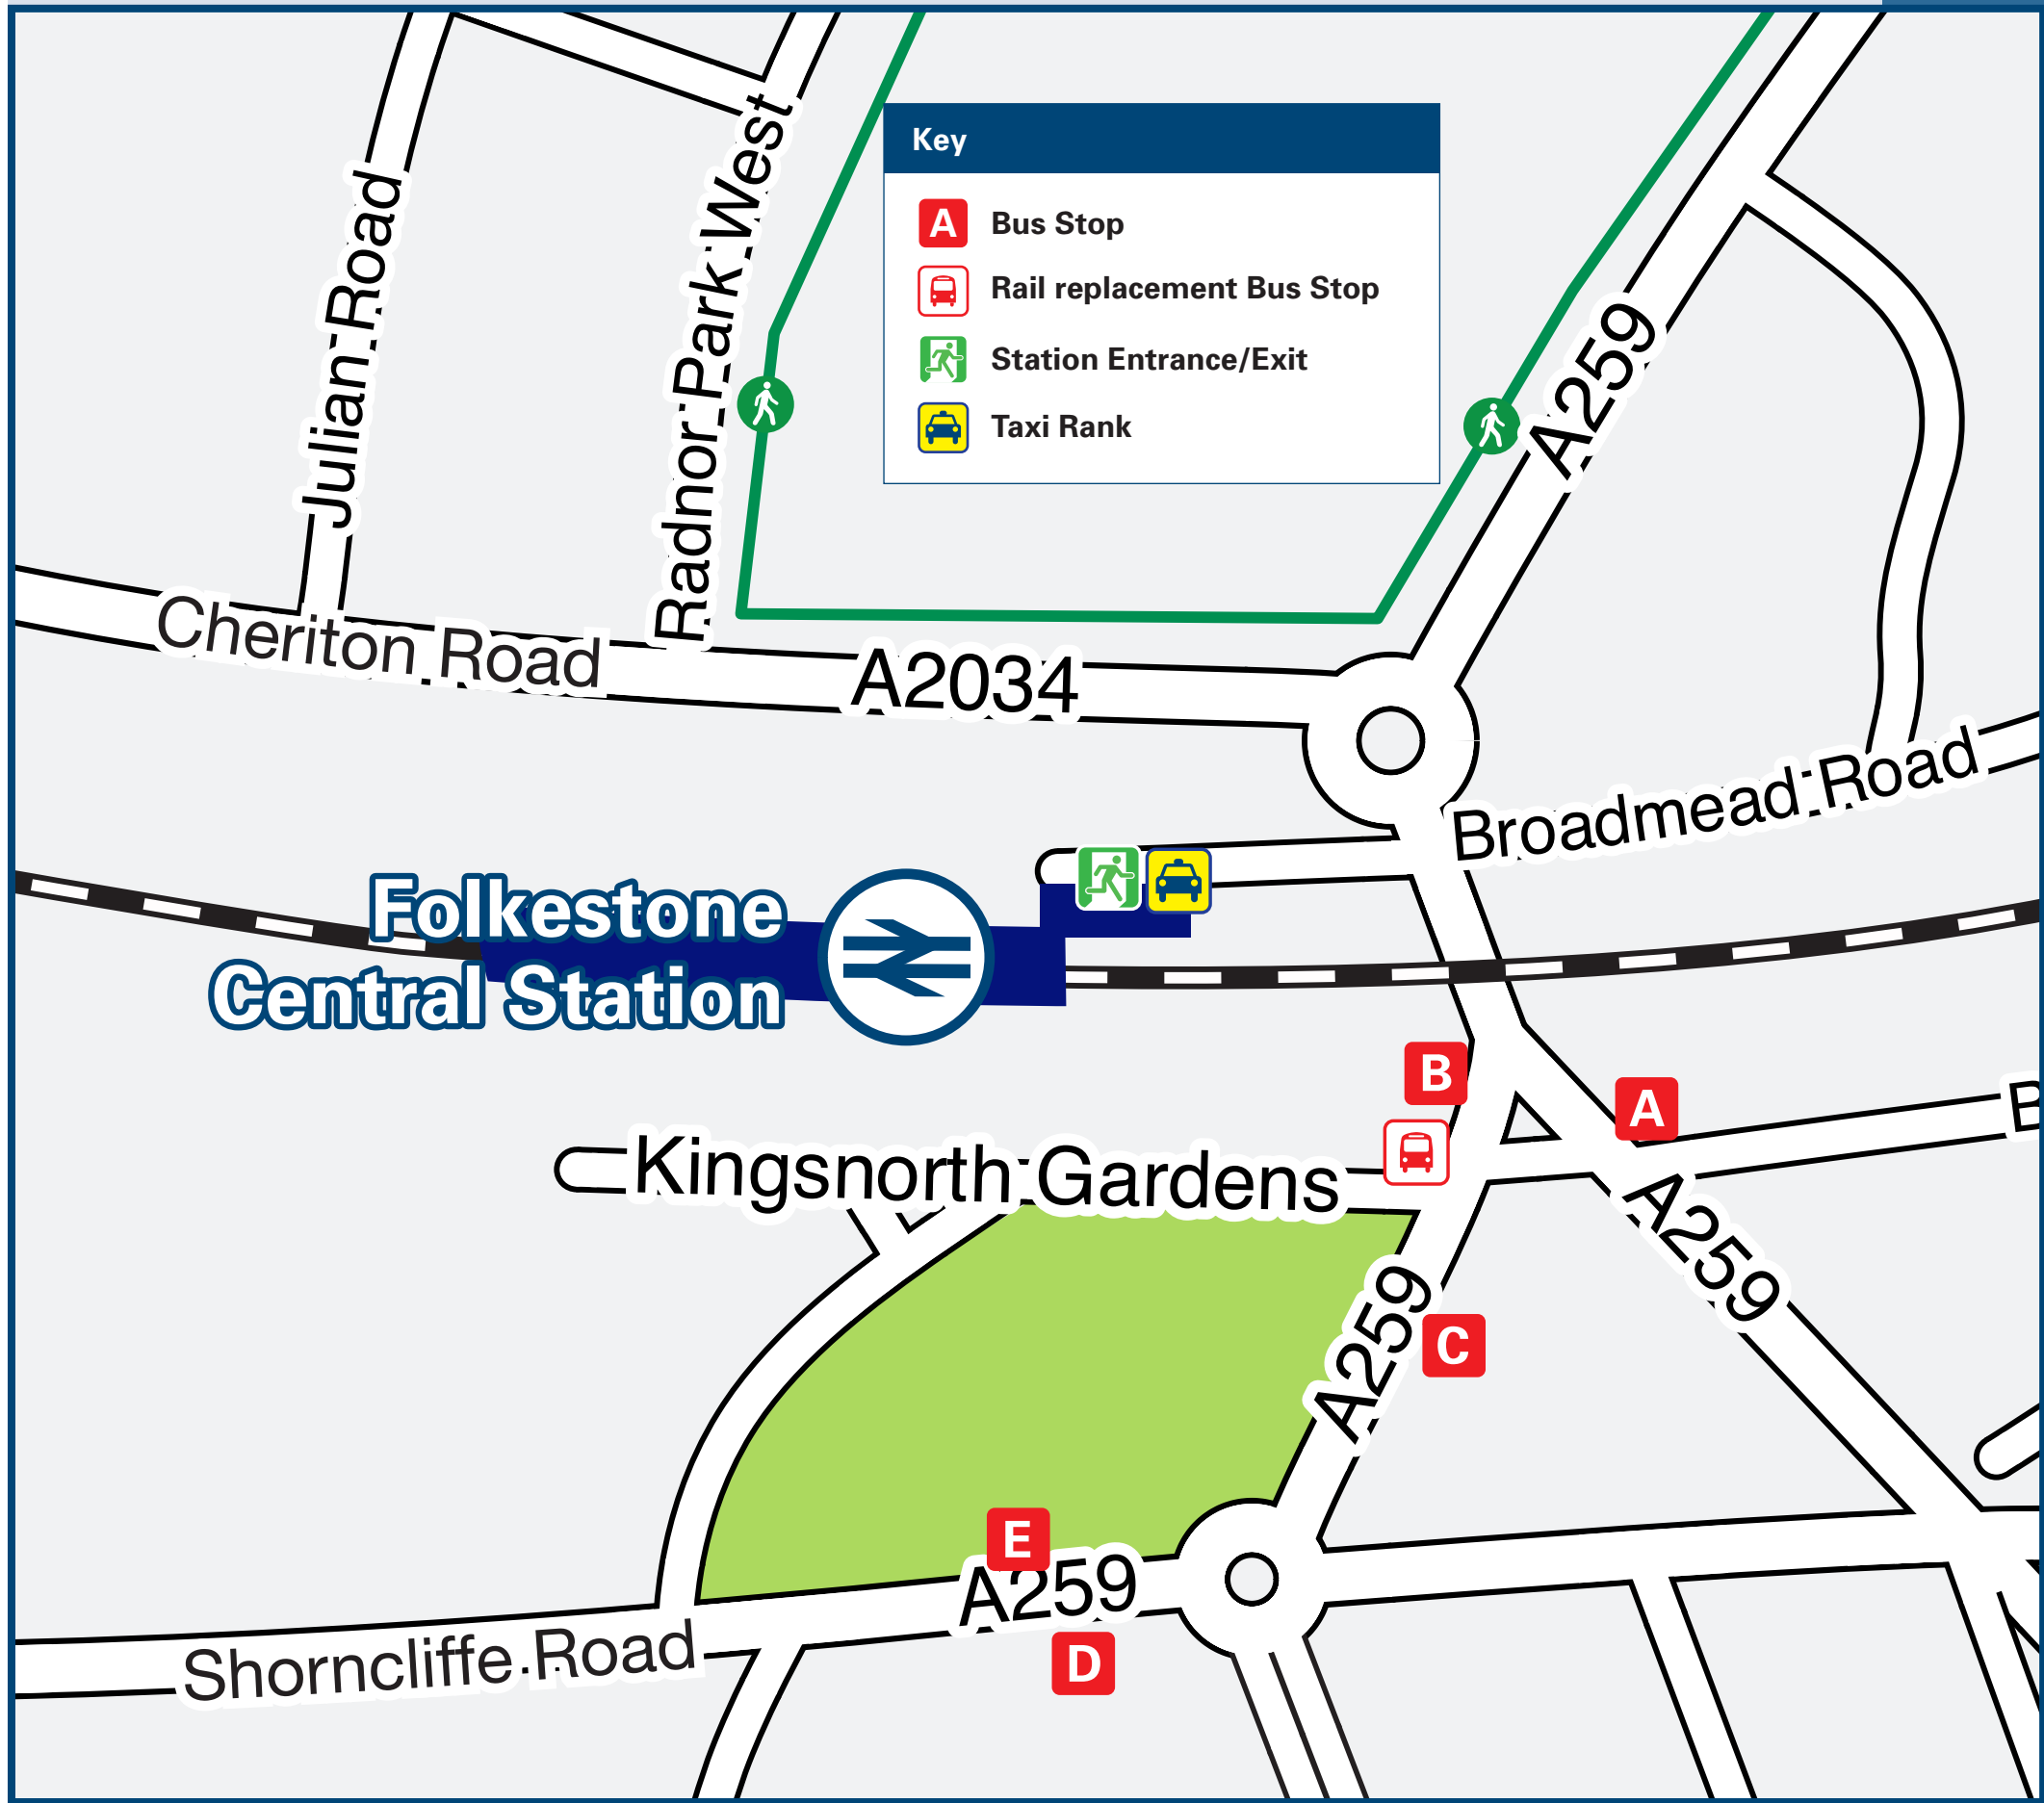 Key
A Bus Stop
Rail replacement Bus Stop
Station Entrance/Exit
Taxi Rank
Julian Road
Radnor Park West
A259
Cheriton Road
A2034
Broadmead Road
Folkestone
Central Station
B
A
Kingsnorth Gardens
A259
A259
C
E
A259
D
Shorncliffe Road